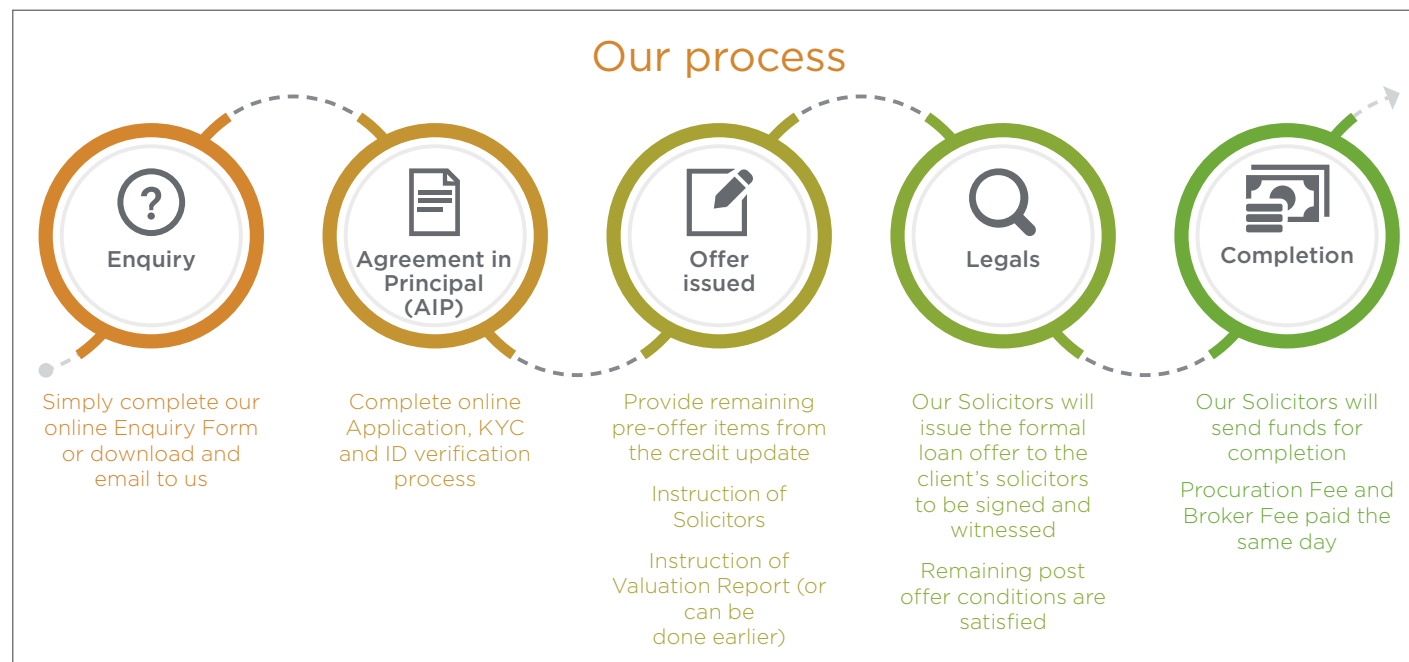 Our process
?
Enquiry
Simply complete our
online Enquiry Form
or download and
email to us
Agreement in
Principal
(AIP)
Complete online
Application, KYC
and ID verification
process
Offer
issued
Provide remaining
pre-offer items from
the credit update
Instruction of
Solicitors
Instruction of
Valuation Report (or
can be
done earlier)
Legals
Our Solicitors will
issue the formal
loan offer to the
client’s solicitors
to be signed and
witnessed
Remaining post
offer conditions are
satisfied
Completion
Our Solicitors will
send funds for
completion
Procuration Fee and
Broker Fee paid the
same day